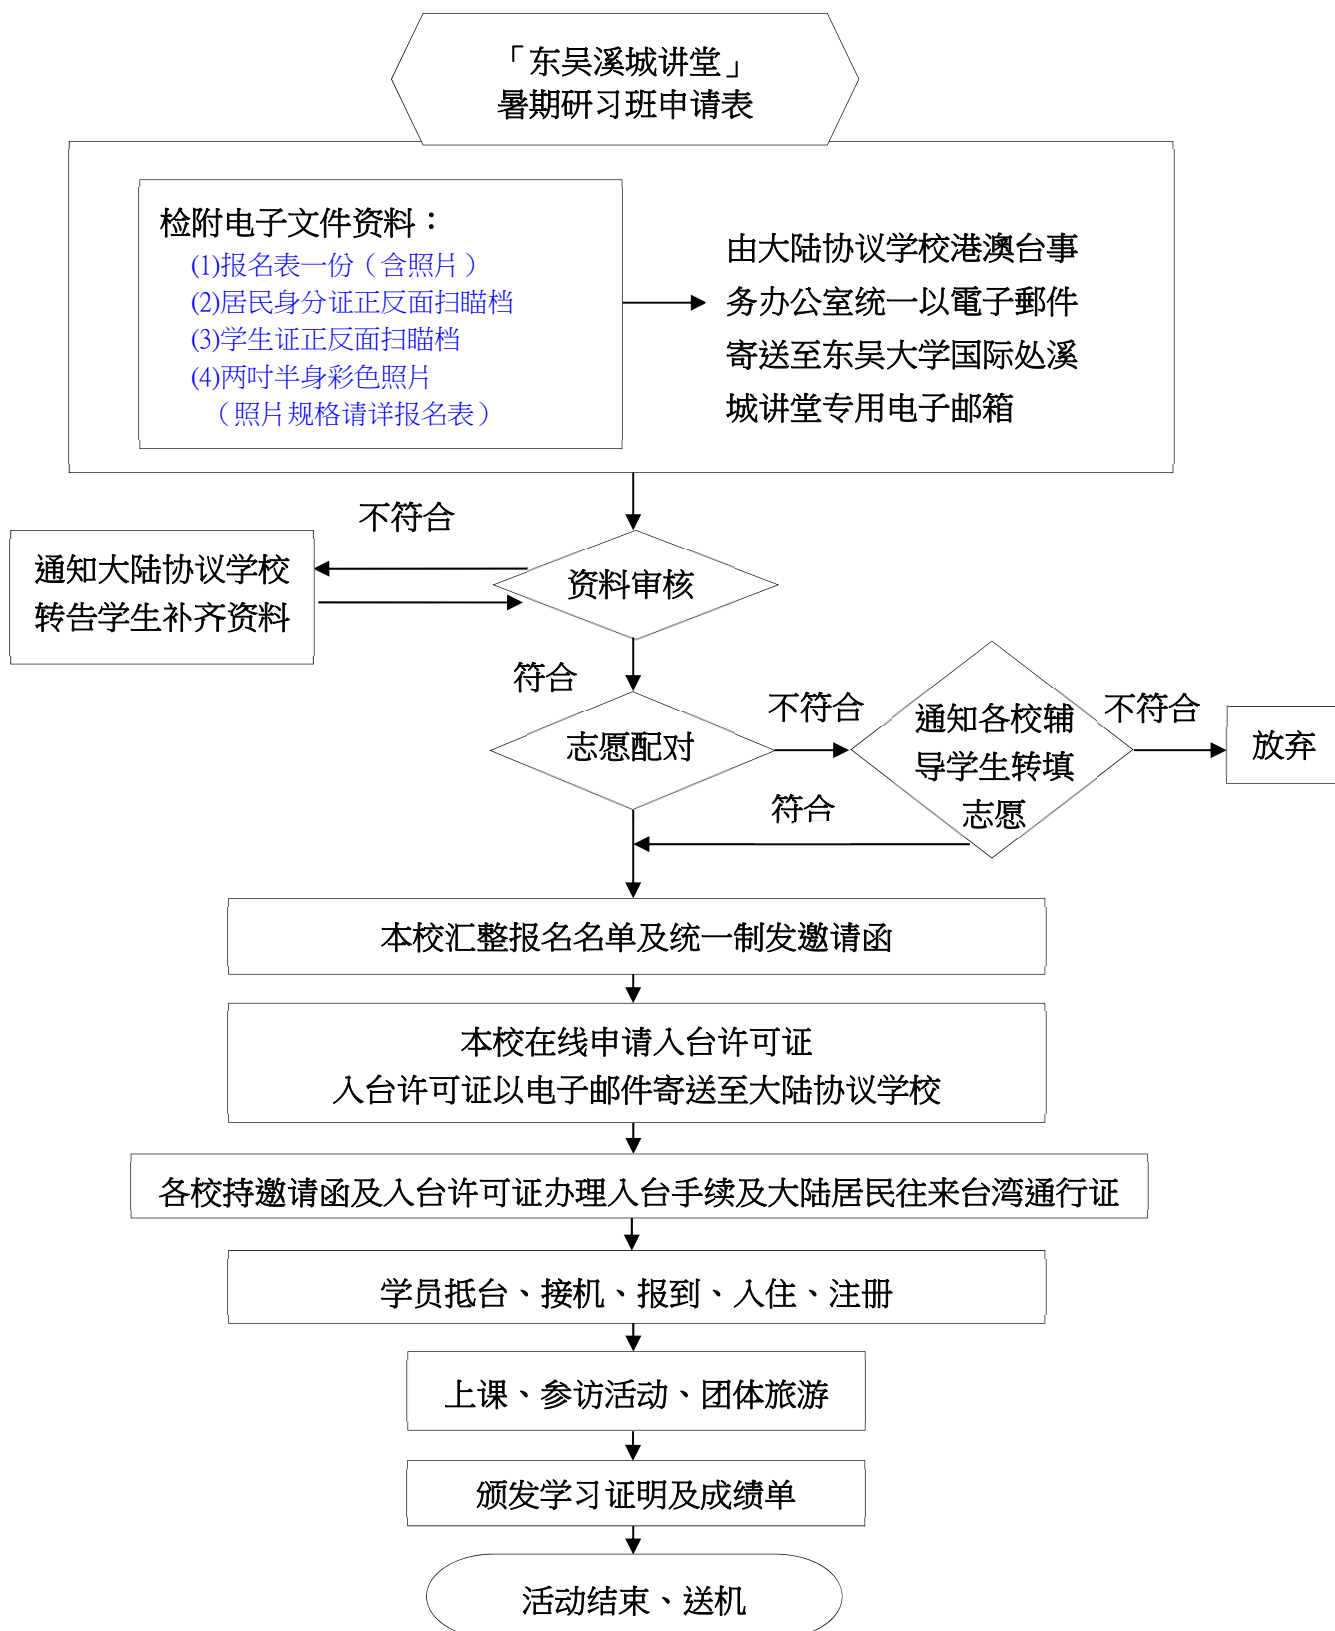 「东吴溪城讲堂」
暑期研习班申请表
检附电子文件资料：
(1)报名表一份（含照片）
(2)居民身分证正反面扫瞄档
(3)学生证正反面扫瞄档
(4)两吋半身彩色照片
（照片规格请详报名表）
由大陆协议学校港澳台事
务办公室统一以電子郵件
寄送至东吴大学国际处溪
城讲堂专用电子邮箱
不符合
通知大陆协议学校
转告学生补齐资料
资料审核
符合
志愿配对
不符合
通知各校辅
导学生转填
志愿
不符合
放弃
符合
本校汇整报名名单及统一制发邀请函
本校在线申请入台许可证
入台许可证以电子邮件寄送至大陆协议学校
各校持邀请函及入台许可证办理入台手续及大陆居民往来台湾通行证
学员抵台、接机、报到、入住、注册
上课、参访活动、团体旅游
颁发学习证明及成绩单
活动结束、送机